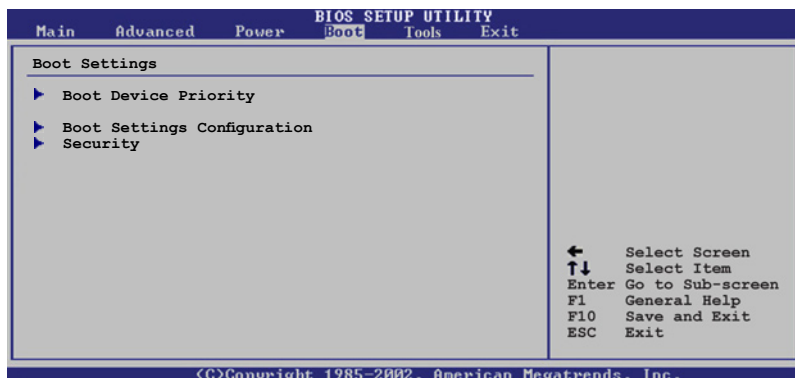 BIOS SETUP UTILITY
Main Advanced Power Boot Tools Exit
Boot Settings
Boot Device Priority
Boot Settings Configuration
Security
Select Screen
Select Item
Enter Go to Sub-screen
F1 General Help
F10 Save and Exit
ESC Exit
(C)Copyright 1985-2002, American Megatrends, Inc.